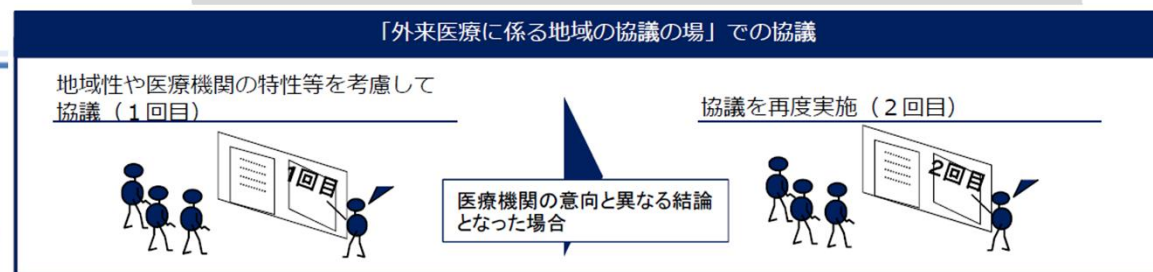 「外来医療に係る地域の協議の場」での協議
地域性や医療機関の特性等を考慮して
協議（１回目）
協議を再度実施（２回目）
1回目
2回目
医療機関の意向と異なる結論
となった場合